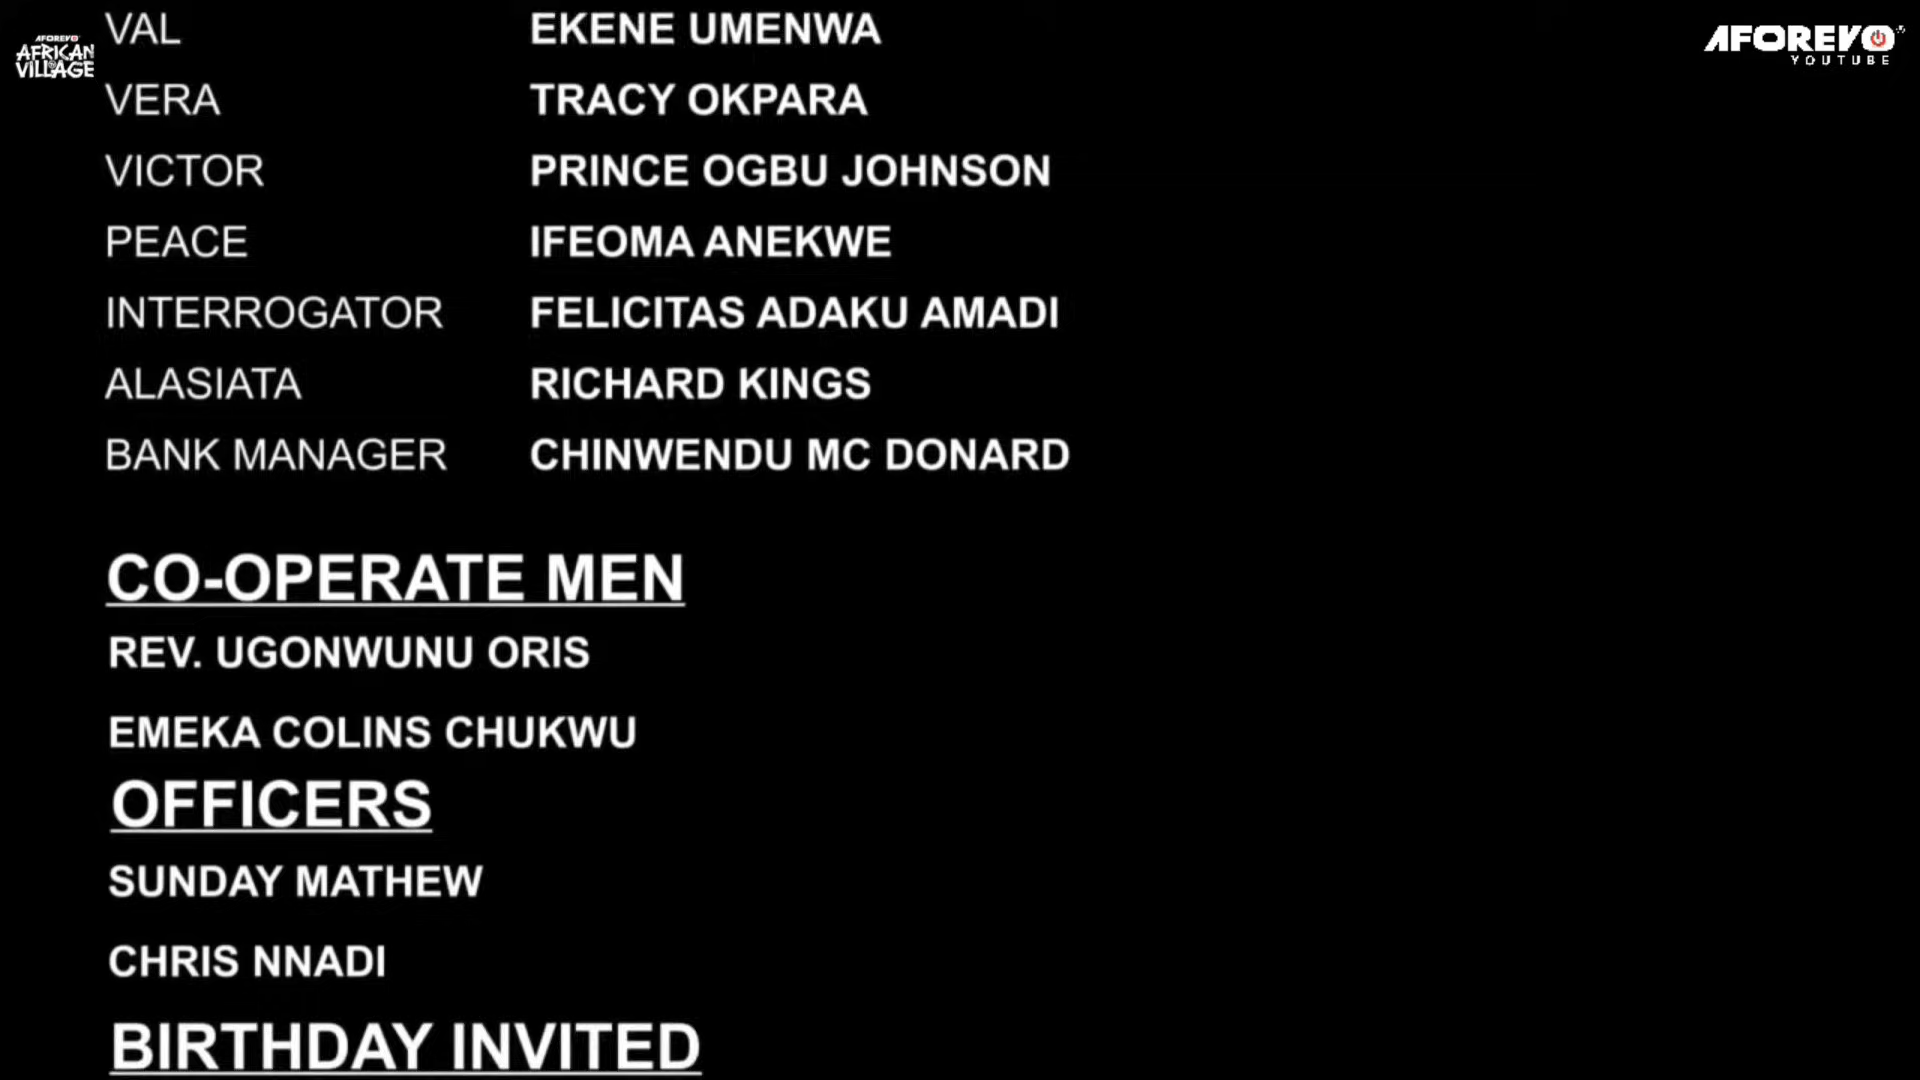 AFOREVO
AFRICAN
VILLAGE
AFOREVO
YOUTUBE
VAL EKENE UMENWA
VERA TRACY OKPARA
VICTOR PRINCE OGBU JOHNSON
PEACE IFEOMA ANEKWE
INTERROGATOR FELICITAS ADAKU AMADI
ALASIATA RICHARD KINGS
BANK MANAGER CHINWENDU MC DONARD
CO-OPERATE MEN
REV. UGONWUNU ORIS
EMEKA COLINS CHUKWU
OFFICERS
SUNDAY MATHEW
CHRIS NNADI
BIRTHDAY INVITED